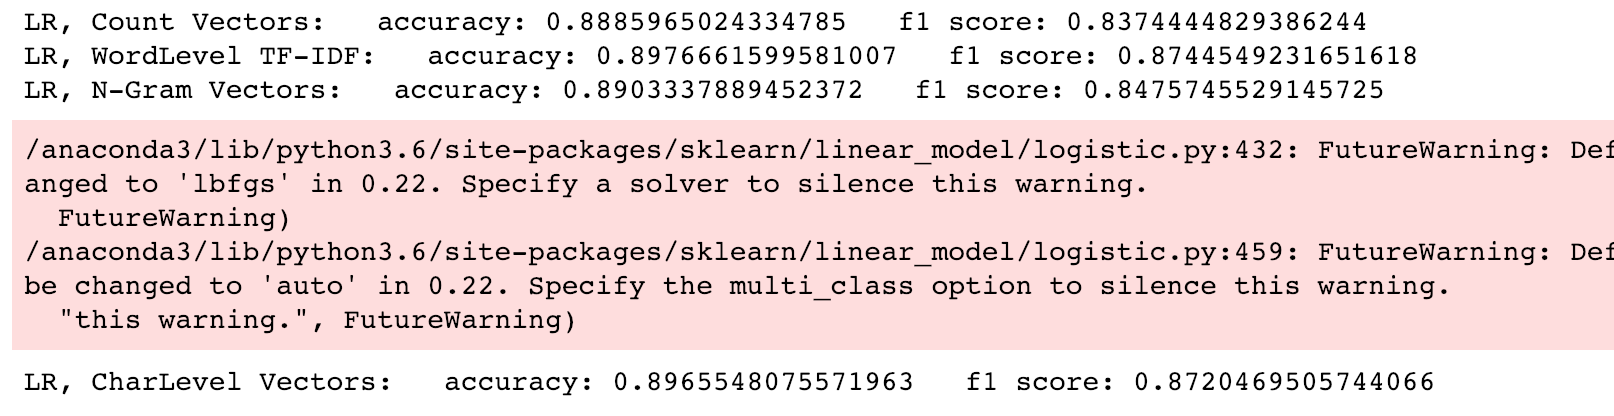 LR, Count Vectors:   accuracy: 0.8885965024334785   f1 score: 0.8374444829386244
LR, WordLevel TF-IDF:   accuracy: 0.8976661599581007   f1 score: 0.8744549231651618
LR, N-Gram Vectors:   accuracy: 0.8903337889452372   f1 score: 0.8475745529145725
/anaconda3/lib/python3.6/site-packages/sklearn/linear_model/logistic.py:432: FutureWarning: Def
anged to 'lbfgs' in 0.22. Specify a solver to silence this warning.
  FutureWarning)
/anaconda3/lib/python3.6/site-packages/sklearn/linear_model/logistic.py:459: FutureWarning: Def
be changed to 'auto' in 0.22. Specify the multi_class option to silence this warning.
  "this warning.", FutureWarning)
LR, CharLevel Vectors:   accuracy: 0.8965548075571963   f1 score: 0.8720469505744066